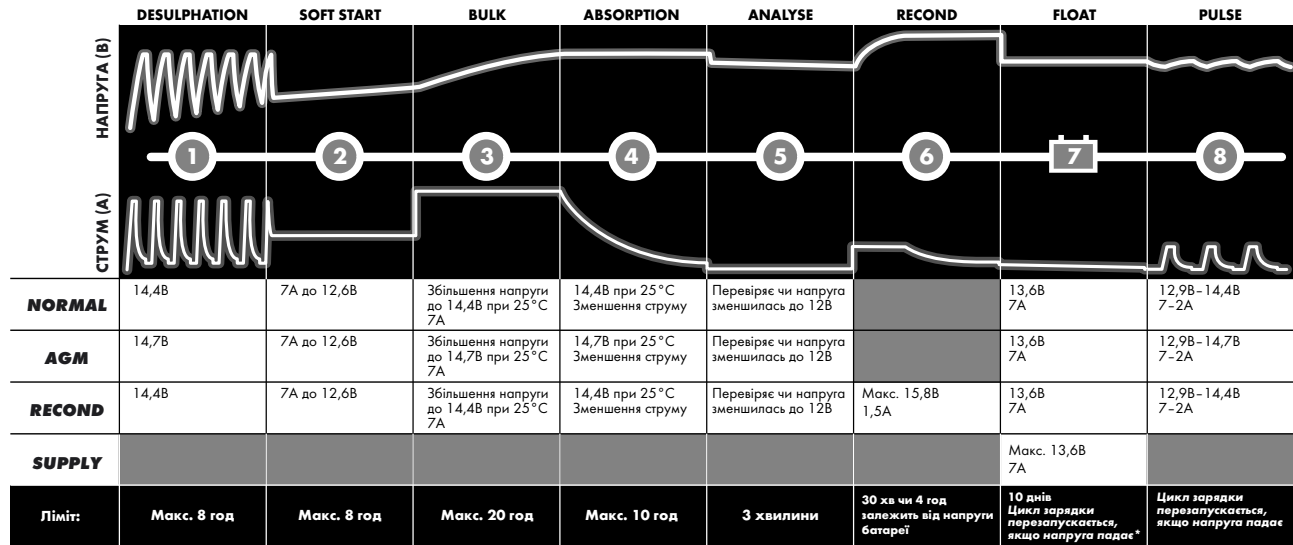 DESULPHATION SOFT START BULK ABSORPTION ANALYSE RECOND FLOAT PULSE
НАПРУГА (В)
1 2 3 4 5 6 7 8
СТРУМ (А)
NORMAL
14,4В
7А до 12,6В
Збільшення напруги
до 14,4В при 25°С
7А
14,4В при 25°С
Зменшення струму
Перевіряє чи напруга
зменшилась до 12В
13,6В
7А
12,9В–14,4В
7–2А
AGM
14,7В
7А до 12,6В
Збільшення напруги
до 14,7В при 25°С
7А
14,7В при 25°С
Зменшення струму
Перевіряє чи напруга
зменшилась до 12В
13,6В
7А
12,9В–14,7В
7–2А
RECOND
14,4В
7А до 12,6В
Збільшення напруги
до 14,4В при 25°С
7А
14,4В при 25°С
Зменшення струму
Перевіряє чи напруга
зменшилась до 12В
Макс. 15,8В
1,5А
13,6В
7А
12,9В–14,4В
7–2А
SUPPLY
Макс. 13,6В
7А
Ліміт:
Макс. 8 год
Макс. 8 год
Макс. 20 год
Макс. 10 год
3 хвилини
30 хв чи 4 год
залежить від напруги
батареї
10 днів
Цикл зарядки
перезапускається,
якщо напруга падає*
Цикл зарядки
перезапускається,
якщо напруга падає